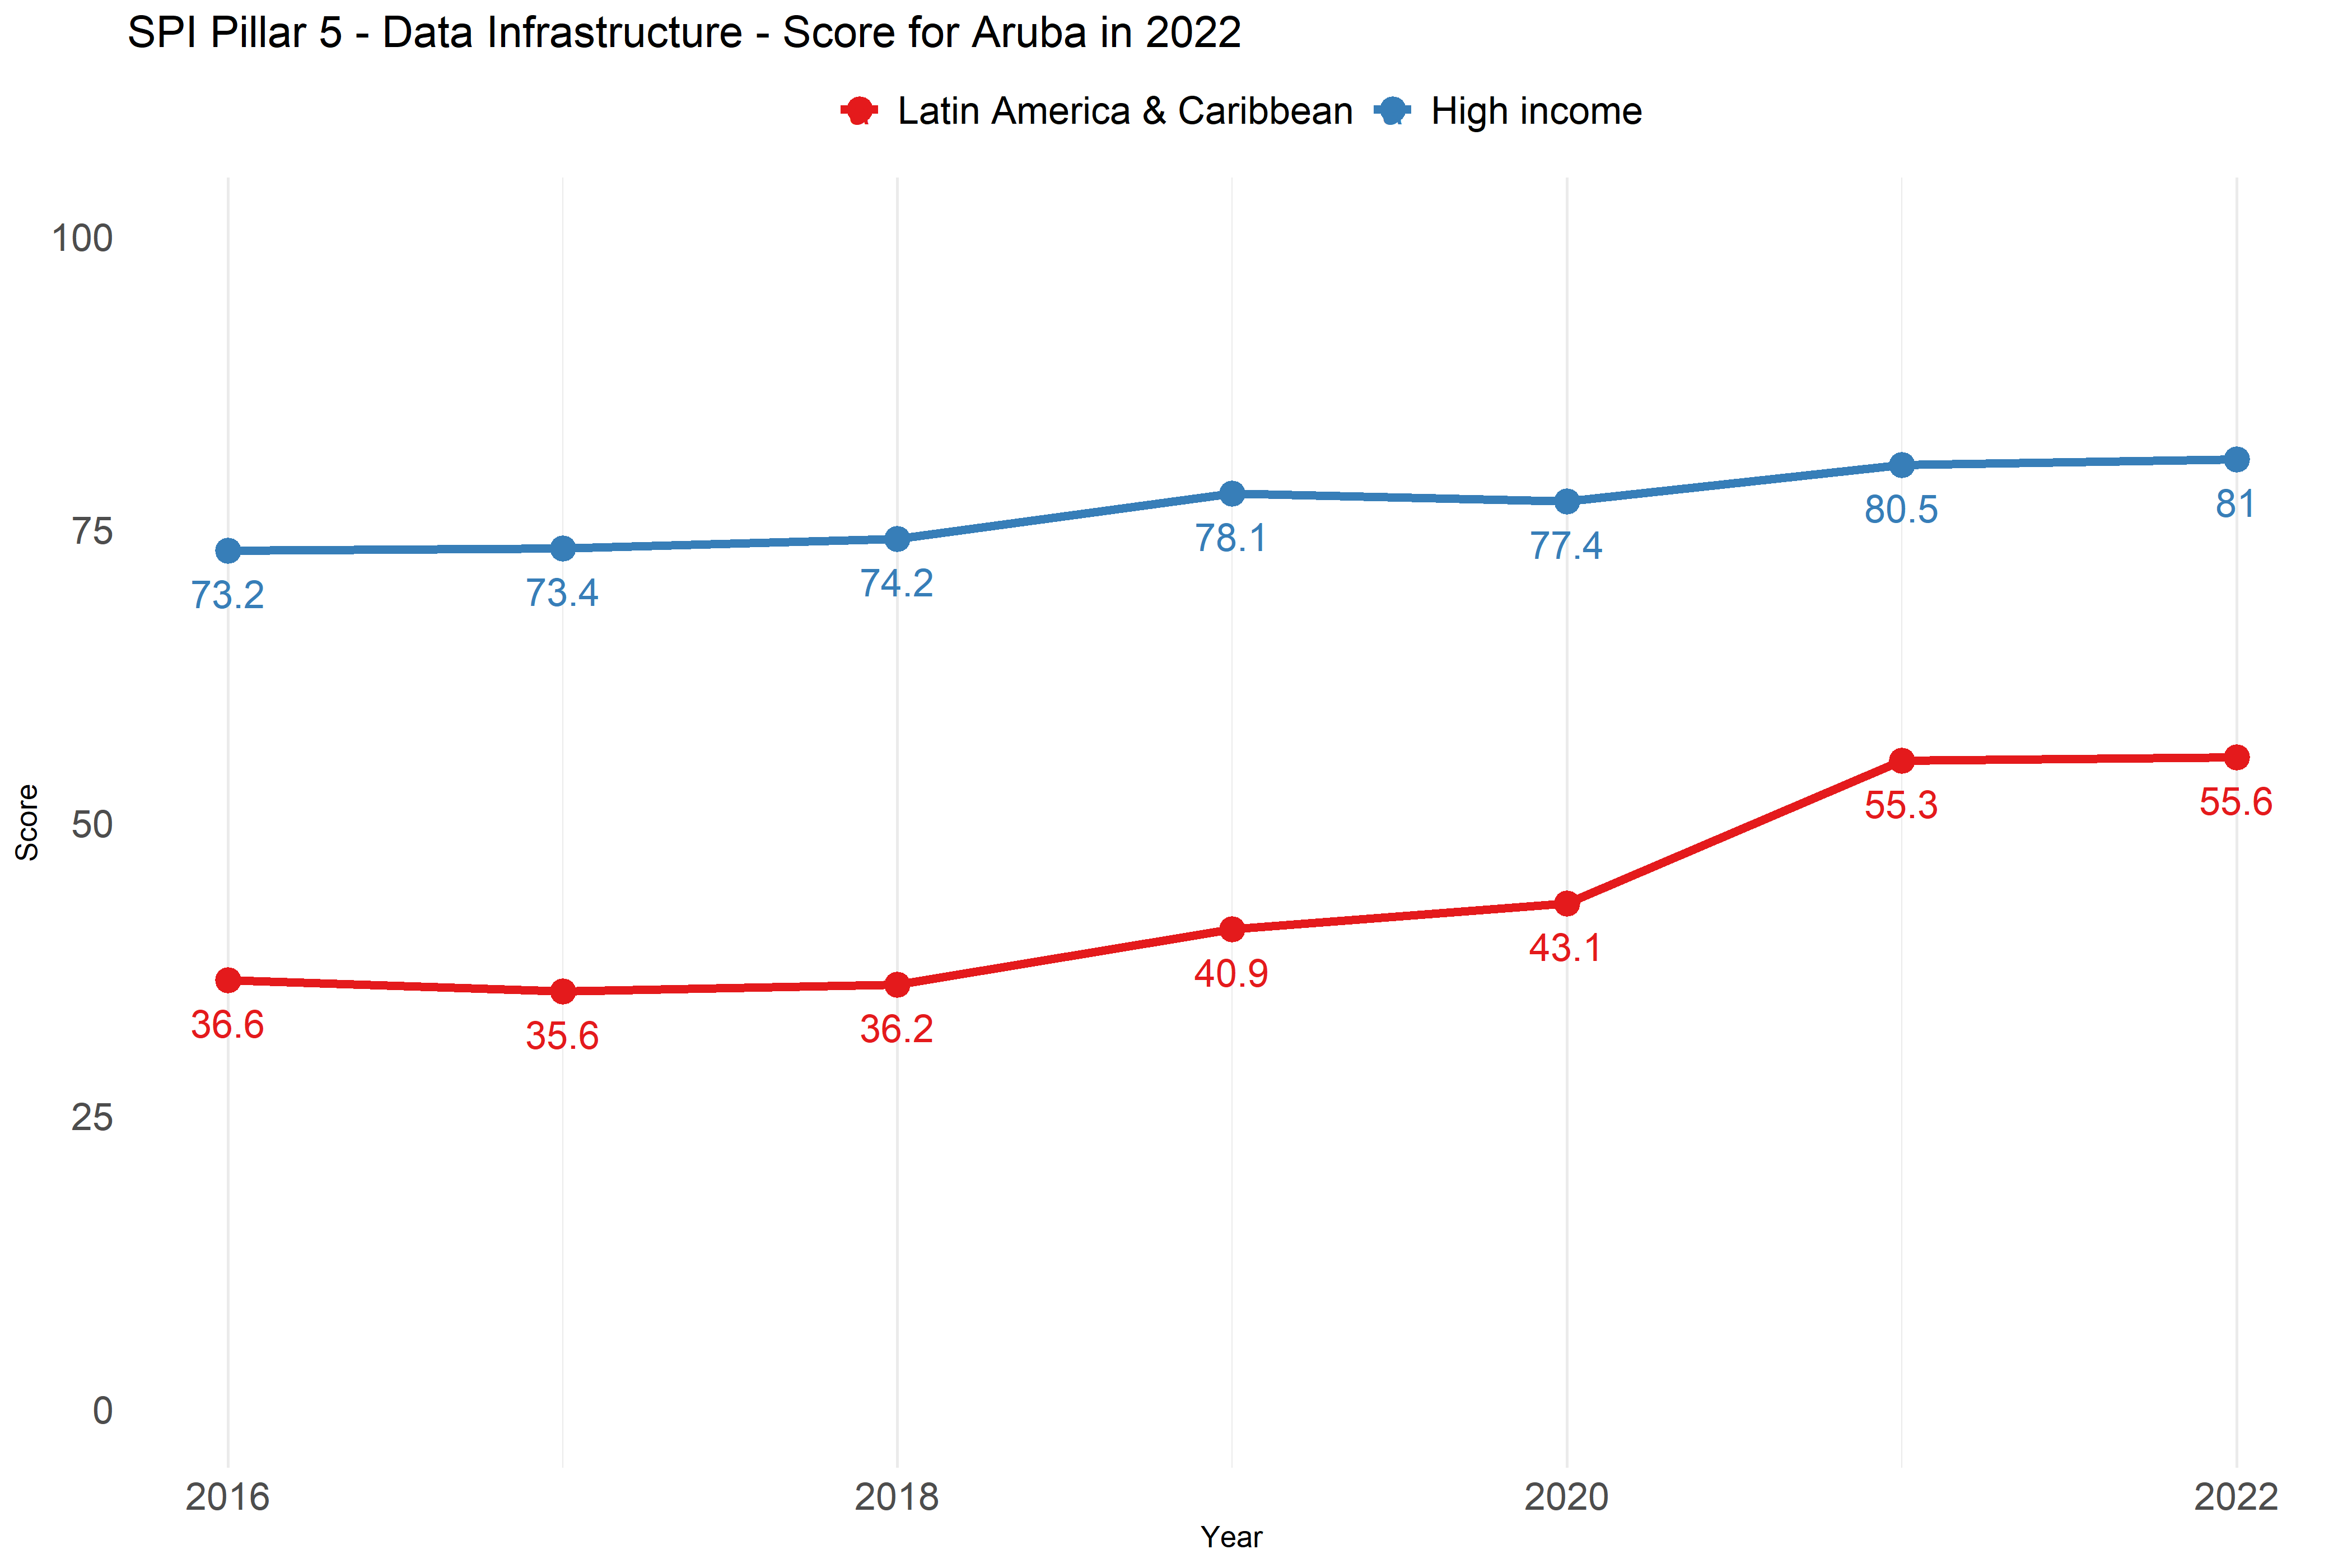 SPI Pillar 5 - Data Infrastructure - Score for Aruba in 2022
Latin America & Caribbean High income
100
75
50
25
0
Score
73.2 73.4 74.2 78.1 77.4 80.5 81
36.6 35.6 36.2 40.9 43.1 55.3 55.6
2016 2018 2020 2022
Year